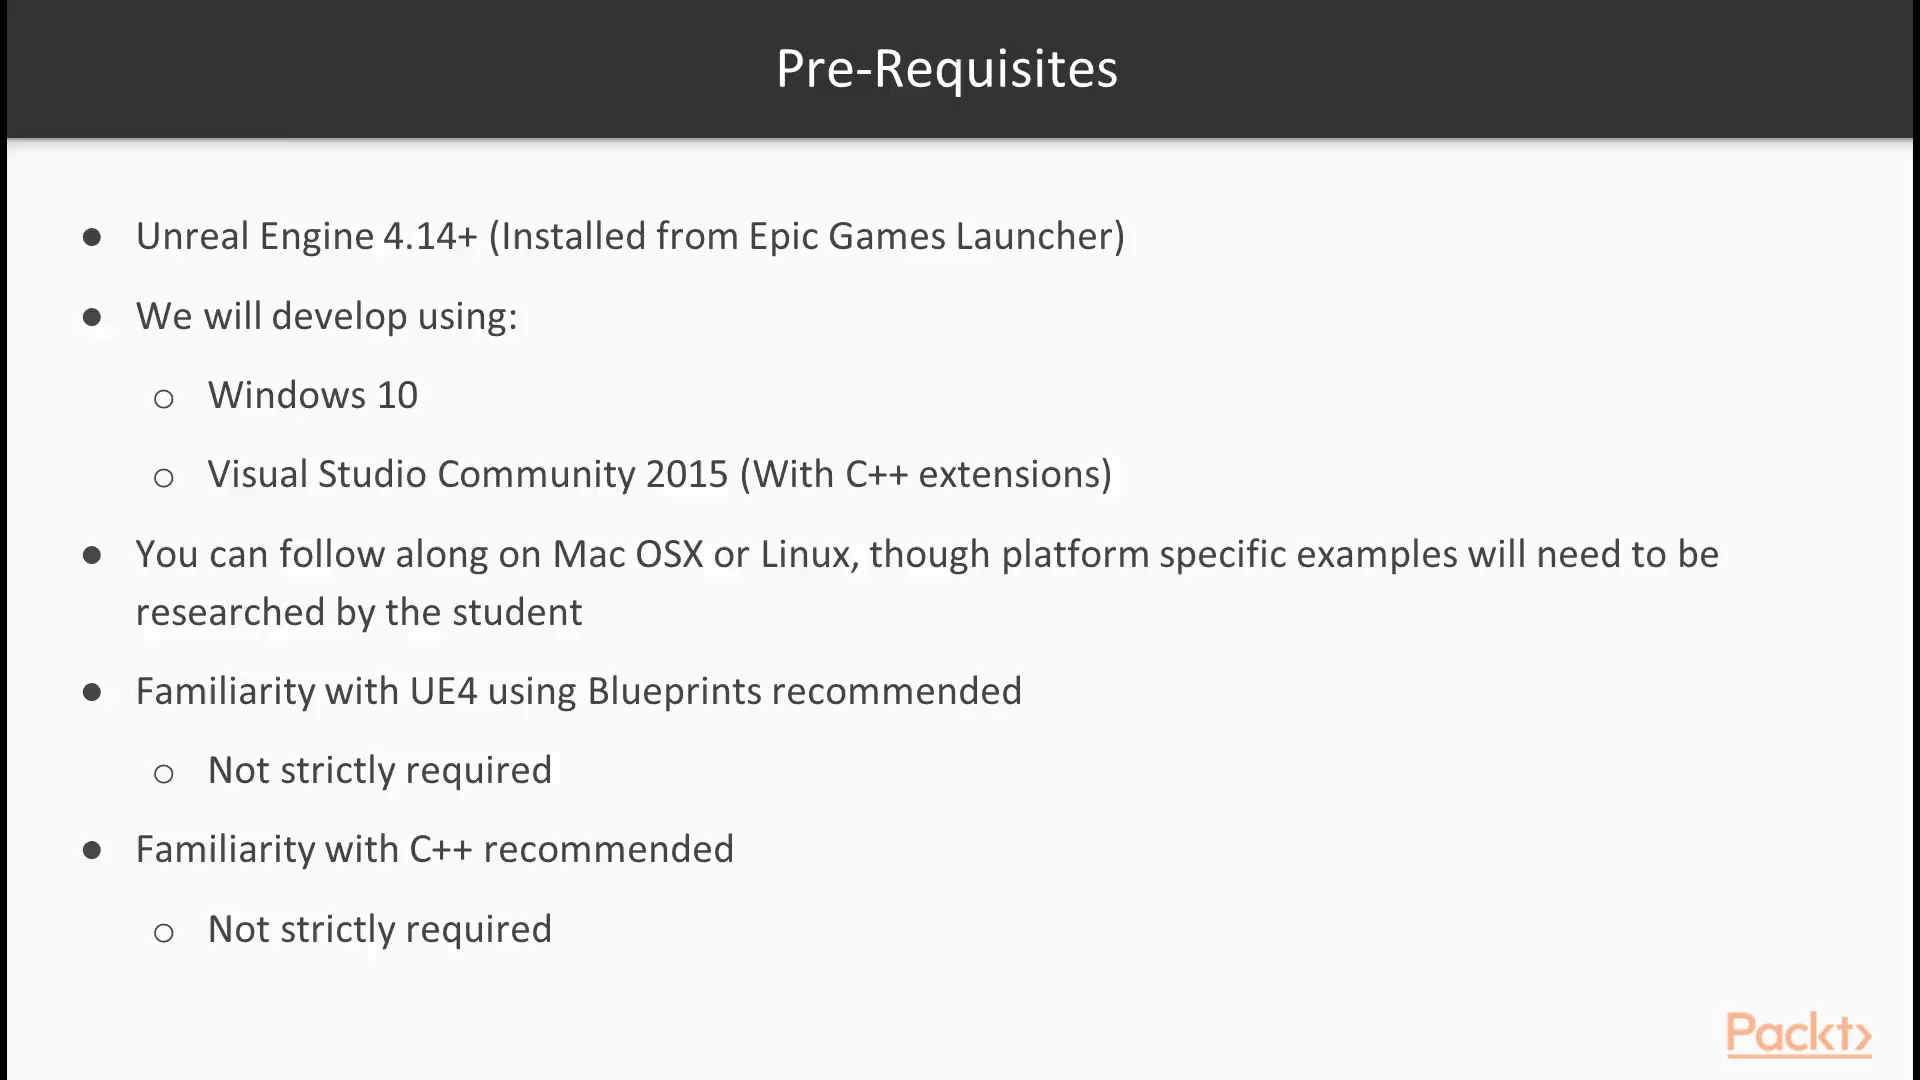 Pre-Requisites
● Unreal Engine 4.14+ (Installed from Epic Games Launcher)
● We will develop using:
○ Windows 10
○ Visual Studio Community 2015 (With C++ extensions)
● You can follow along on Mac OSX or Linux, though platform specific examples will need to be
researched by the student
● Familiarity with UE4 using Blueprints recommended
○ Not strictly required
● Familiarity with C++ recommended
○ Not strictly required
Packt>